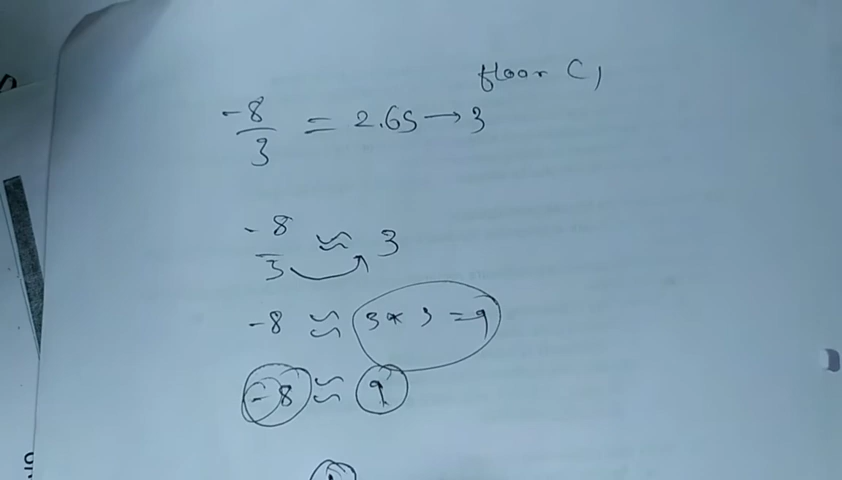 floor ( )
-8/3 = 2.65 → 3
-8/3 ≈ 3
-8 ≈ 3 * 3 = 9
-8 ≈ 9